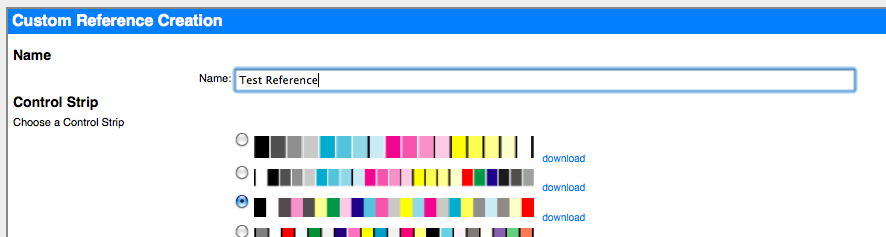 Custom Reference Creation
Name
Name: Test Reference
Control Strip
Choose a Control Strip
download
download
download